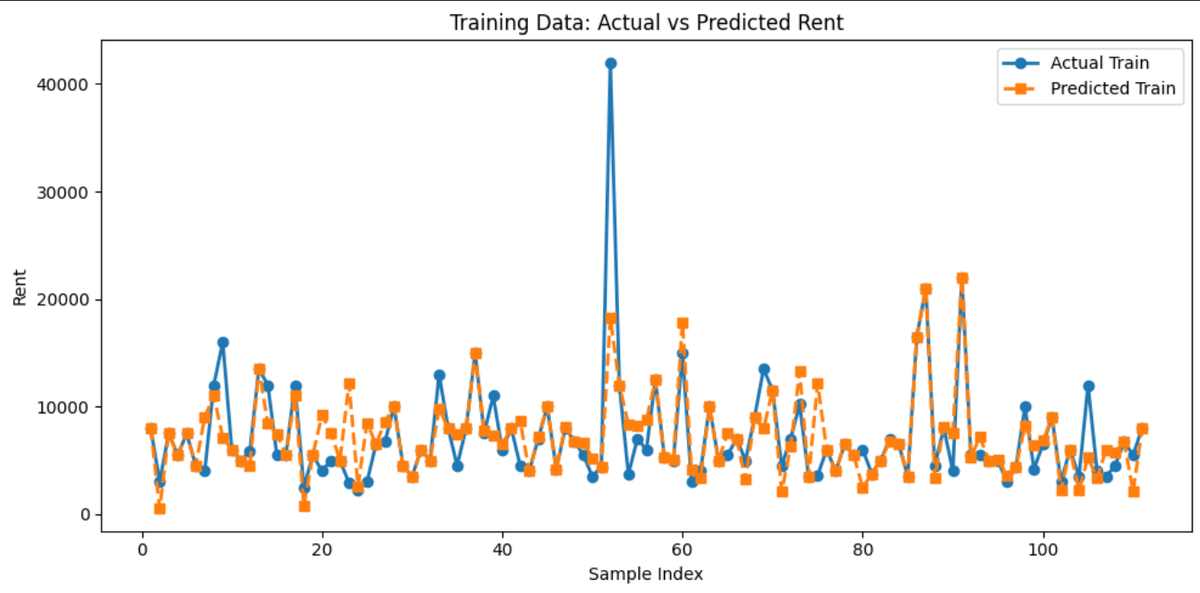 Training Data: Actual vs Predicted Rent
Actual Train
Predicted Train
40000
30000
20000
10000
0
Rent
0 20 40 60 80 100
Sample Index